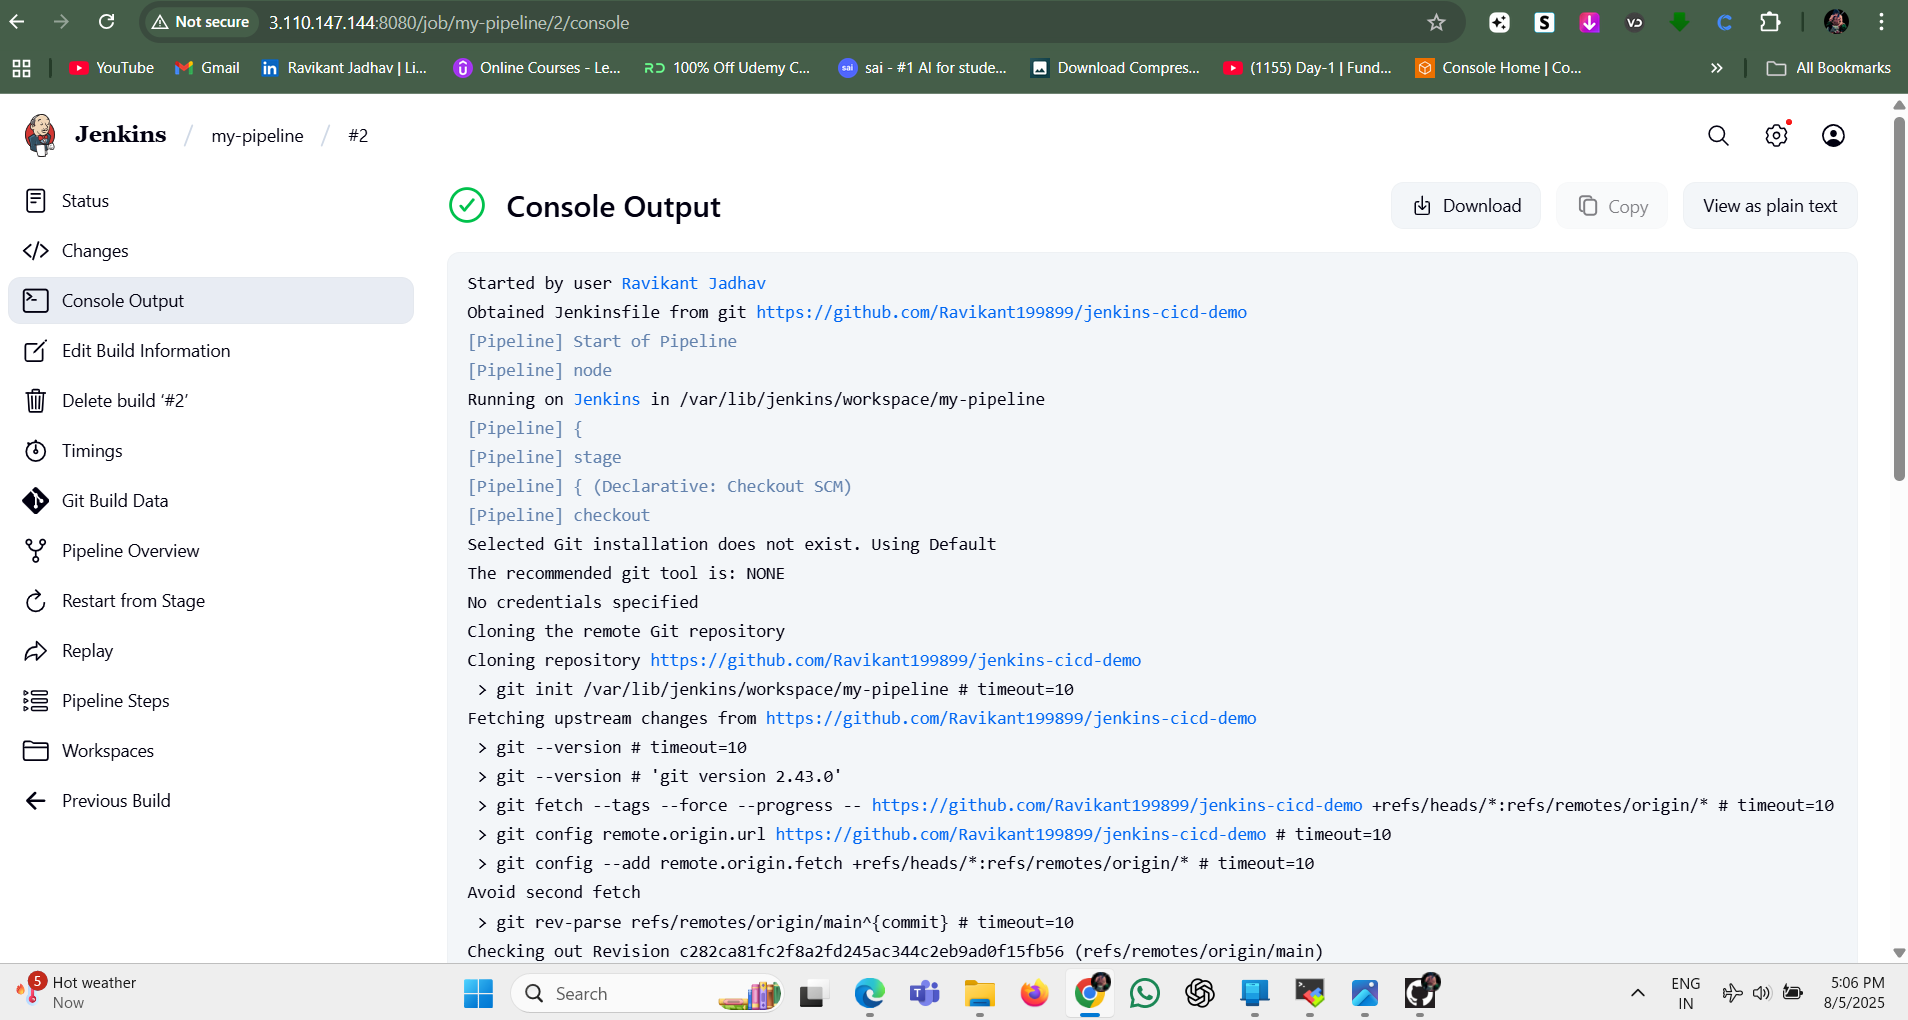 Not secure 3.110.147.144:8080/job/my-pipeline/2/console
YouTube Gmail Ravikant Jadhav | Li... Online Courses - Le... 100% Off Udemy C... sai - #1 AI for stude... Download Compres... (1155) Day-1 | Fund... Console Home | Co... » All Bookmarks
Jenkins / my-pipeline / #2
Status
Changes
Console Output
Edit Build Information
Delete build ‘#2’
Timings
Git Build Data
Pipeline Overview
Restart from Stage
Replay
Pipeline Steps
Workspaces
Previous Build
Console Output
Download Copy View as plain text
Started by user Ravikant Jadhav
Obtained Jenkinsfile from git https://github.com/Ravikant199899/jenkins-cicd-demo
[Pipeline] Start of Pipeline
[Pipeline] node
Running on Jenkins in /var/lib/jenkins/workspace/my-pipeline
[Pipeline] {
[Pipeline] stage
[Pipeline] { (Declarative: Checkout SCM)
[Pipeline] checkout
Selected Git installation does not exist. Using Default
The recommended git tool is: NONE
No credentials specified
Cloning the remote Git repository
Cloning repository https://github.com/Ravikant199899/jenkins-cicd-demo
> git init /var/lib/jenkins/workspace/my-pipeline # timeout=10
Fetching upstream changes from https://github.com/Ravikant199899/jenkins-cicd-demo
> git --version # timeout=10
> git --version # 'git version 2.43.0'
> git fetch --tags --force --progress -- https://github.com/Ravikant199899/jenkins-cicd-demo +refs/heads/*:refs/remotes/origin/* # timeout=10
> git config remote.origin.url https://github.com/Ravikant199899/jenkins-cicd-demo # timeout=10
> git config --add remote.origin.fetch +refs/heads/*:refs/remotes/origin/* # timeout=10
Avoid second fetch
> git rev-parse refs/remotes/origin/main^{commit} # timeout=10
Checking out Revision c282ca81fc2f8a2fd245ac344c2eb9ad0f15fb56 (refs/remotes/origin/main)
5 Hot weather
Now
Search
ENG
IN
5:06 PM
8/5/2025